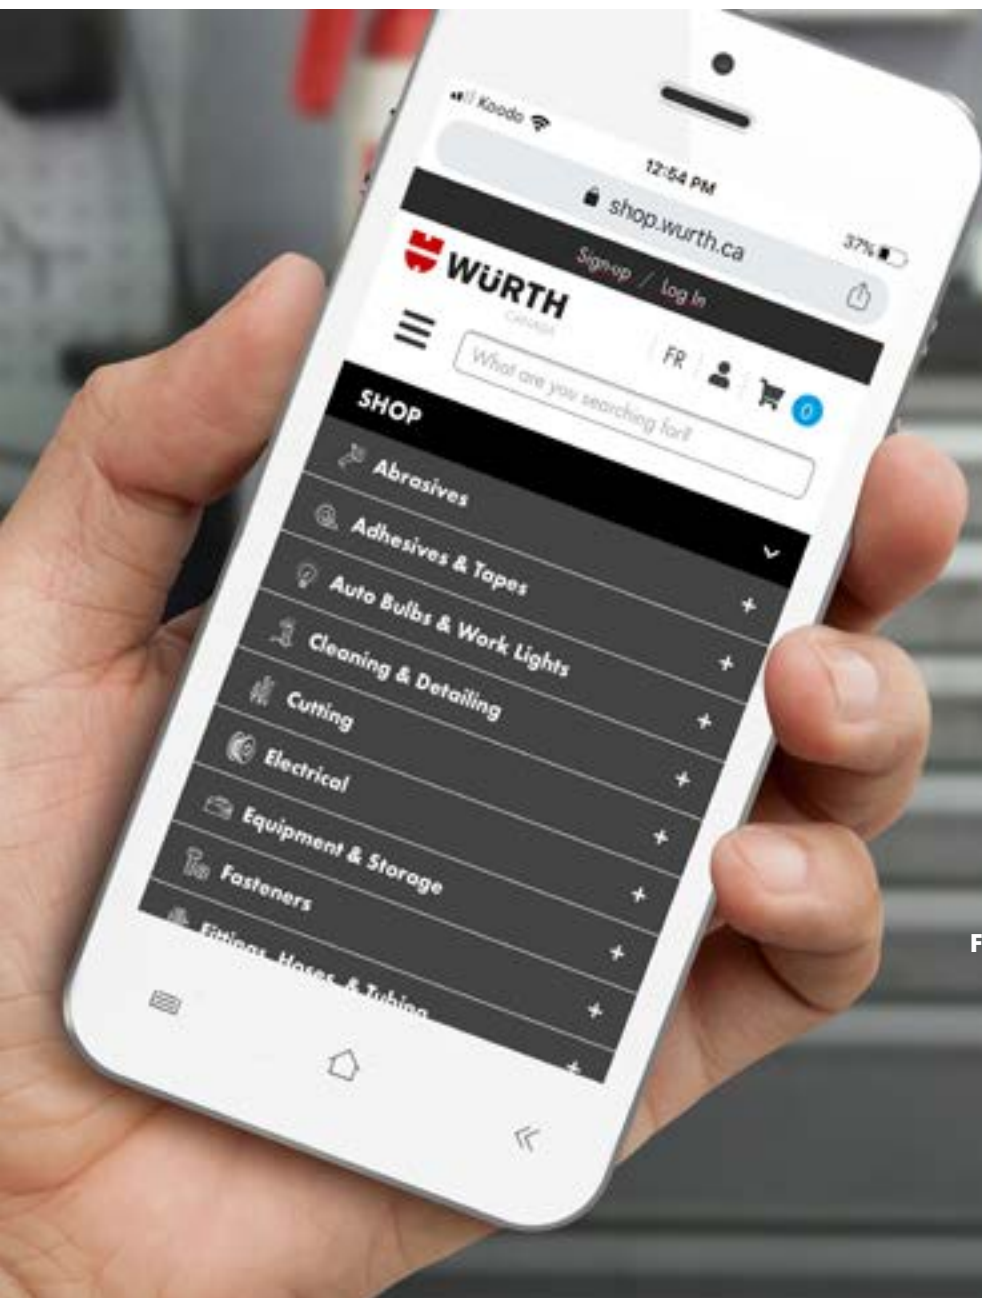 Koodo
12:54 PM
37%
shop.wurth.ca
Sign-up / Log In
WÜRTH
CANADA
FR
0
What are you searching for?
SHOP
Abrasives
Adhesives & Tapes
Auto Bulbs & Work Lights
Cleaning & Detailing
Cutting
Electrical
Equipment & Storage
Fasteners
Fittings, Hoses, & Tubing
F